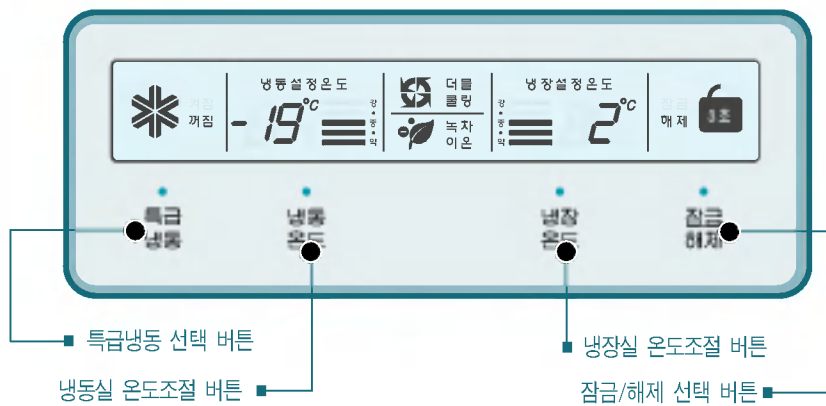 냉동설정온도
냉장설정온도
꺼짐
-19°C
강
중
약
더블
쿨링
녹차
이온
강
중
약
2°C
잠금
해제
3초
특급
냉동
냉동
온도
냉장
온도
잠금
해제
특급냉동 선택 버튼
냉장실 온도조절 버튼
냉동실 온도조절 버튼
잠금/해제 선택 버튼